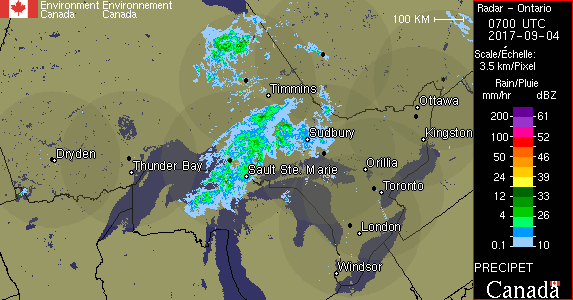 Environment Environnement
Canada Canada
100 KM
Timmins
Ottawa
Sudbury
Kingston
Dryden
Thunder Bay
Orillia
Sault Ste. Marie
Toronto
London
Windsor
Radar - Ontario
0700 UTC
2017-09-04
Scale/Échelle:
3.5 km/Pixel
Rain/Pluie
mm/hr dBZ
200 61
100 52
50 46
24 39
12 33
4 26
0.1 10
PRECIPET
Canada